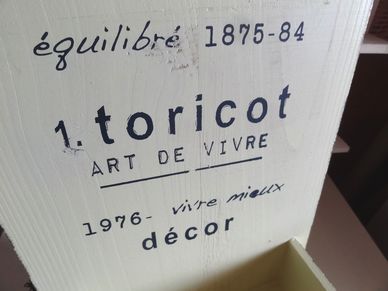 équilibré 1875-84
1. toricot
ART DE VIVRE
1976- vivre mieux
décor